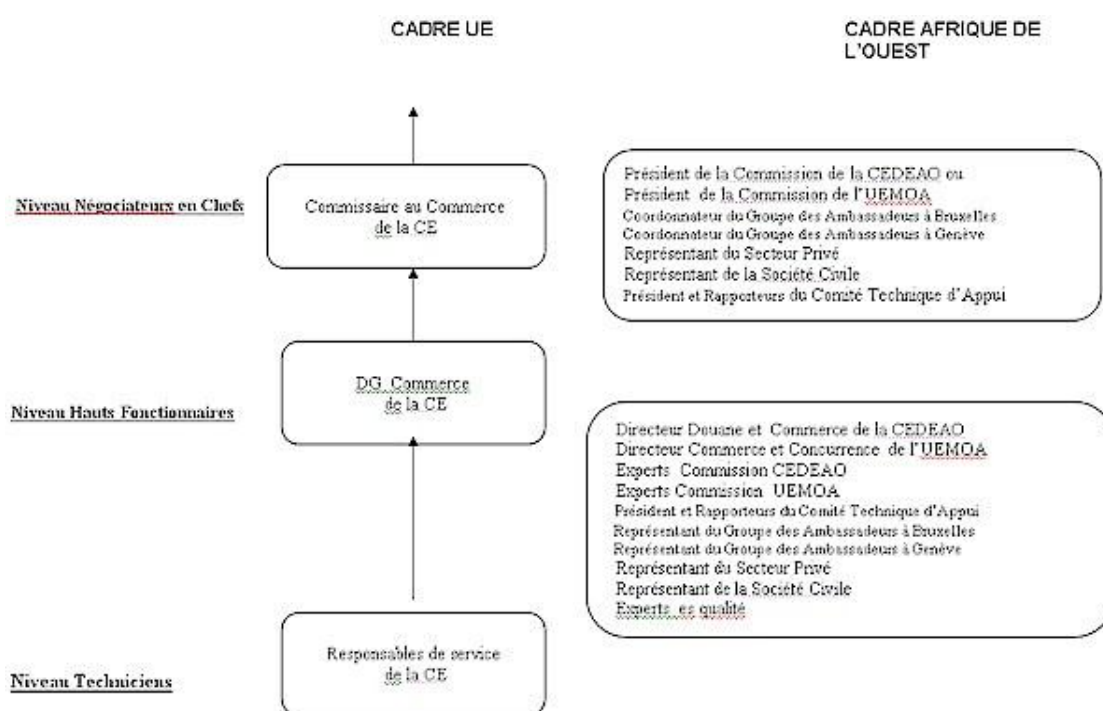 CADRE UE
CADRE AFRIQUE DE
L'OUEST
Niveau Négociateurs en Chefs
Commissaire au Commerce
de la CE
Président de la Commission de la CEDEAO ou
Président de la Commission de l'UEMOA
Coordonnateur du Groupe des Ambassadeurs à Bruxelles
Coordonnateur du Groupe des Ambassadeurs à Genève
Représentant du Secteur Privé
Représentant de la Société Civile
Président et Rapporteurs du Comité Technique d'Appui
Niveau Hauts Fonctionnaires
DG Commerce
de la CE
Directeur Douane et Commerce de la CEDEAO
Directeur Commerce et Concurrence de l'UEMOA
Experts Commission CEDEAO
Experts Commission UEMOA
Président et Rapporteurs du Comité Technique d'Appui
Représentant du Groupe des Ambassadeurs à Bruxelles
Représentant du Groupe des Ambassadeurs à Genève
Représentant du Secteur Privé
Représentant de la Société Civile
Experts es qualité
Niveau Techniciens
Responsables de service
de la CE